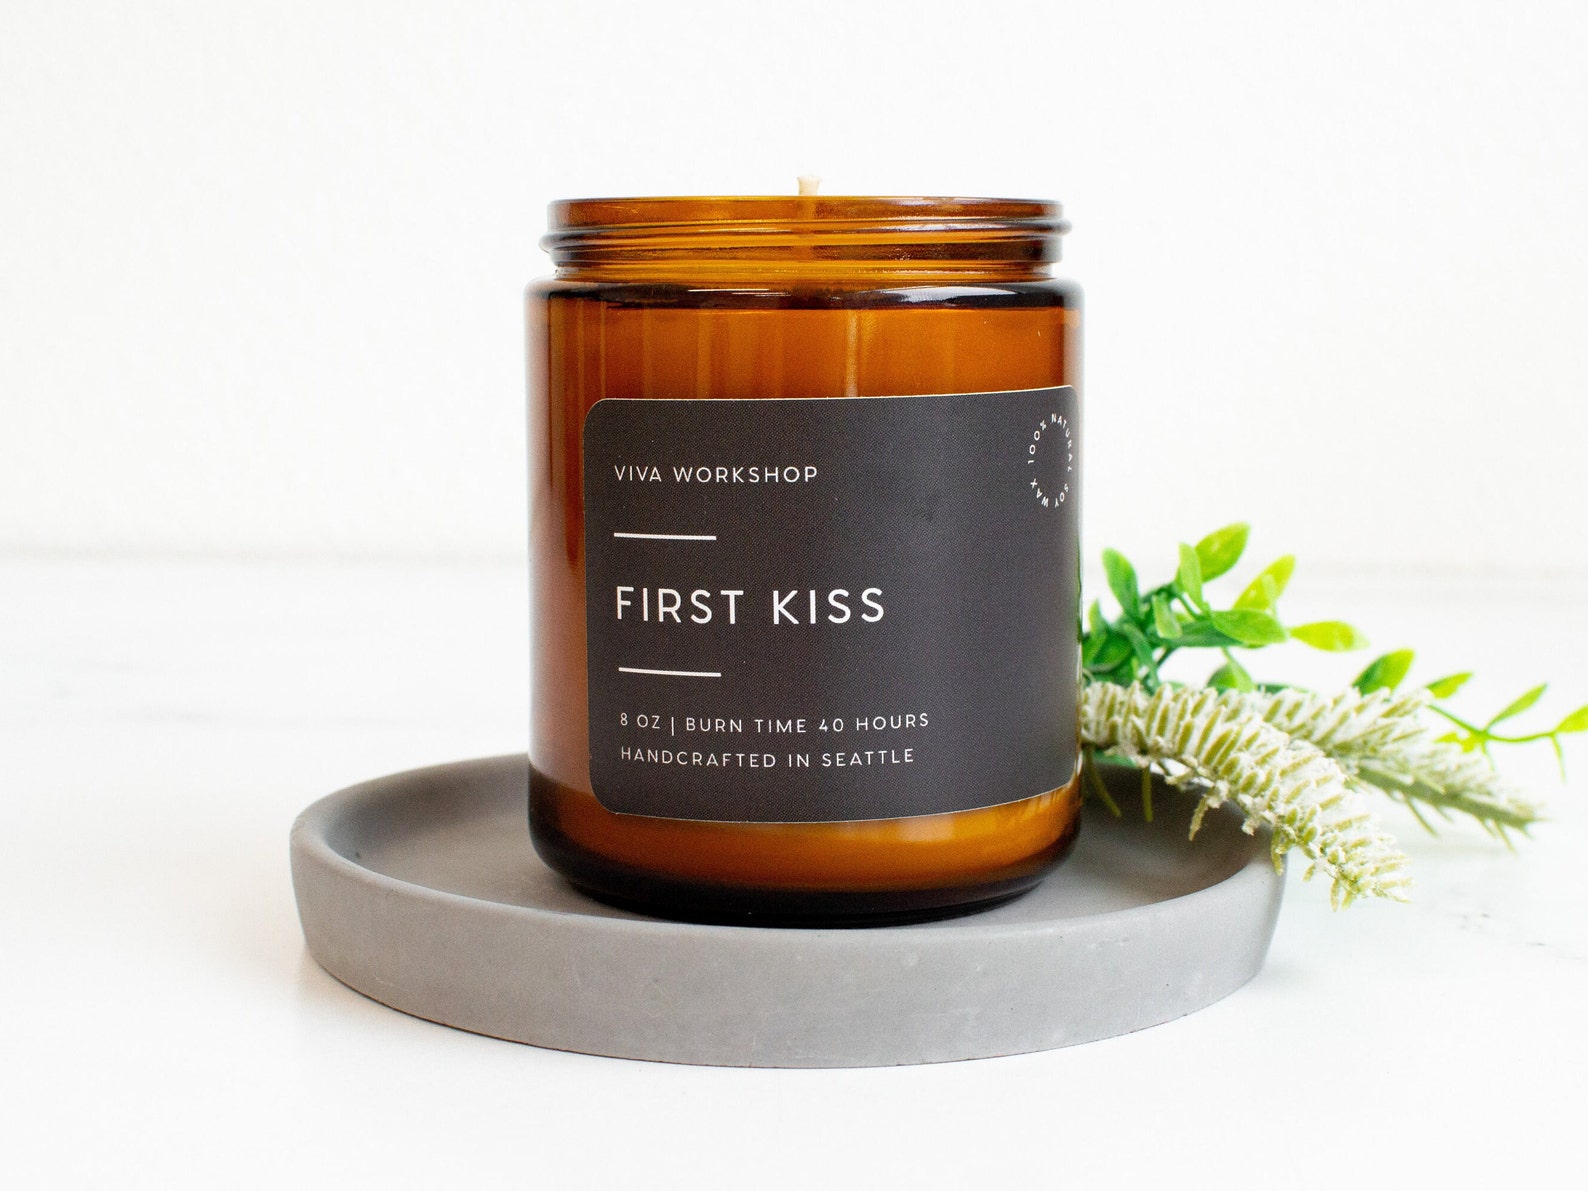 VIVA WORKSHOP
100% NATURAL SOY WAX
FIRST KISS
8 OZ | BURN TIME 40 HOURS
HANDCRAFTED IN SEATTLE